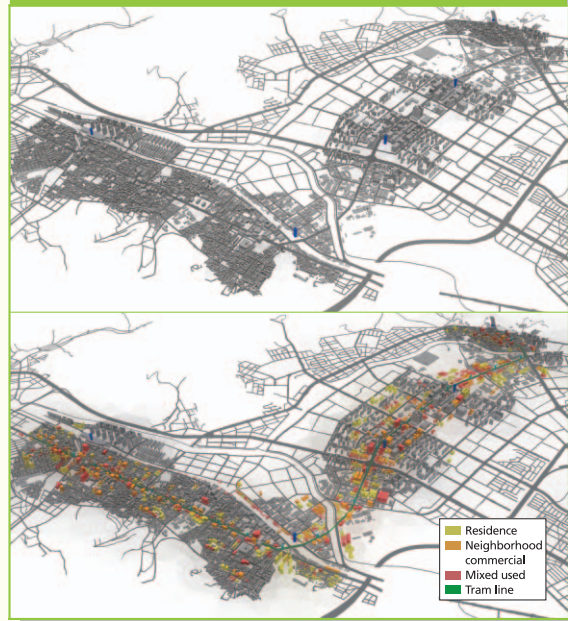 Residence
Neighborhood
commercial
Mixed used
Tram line